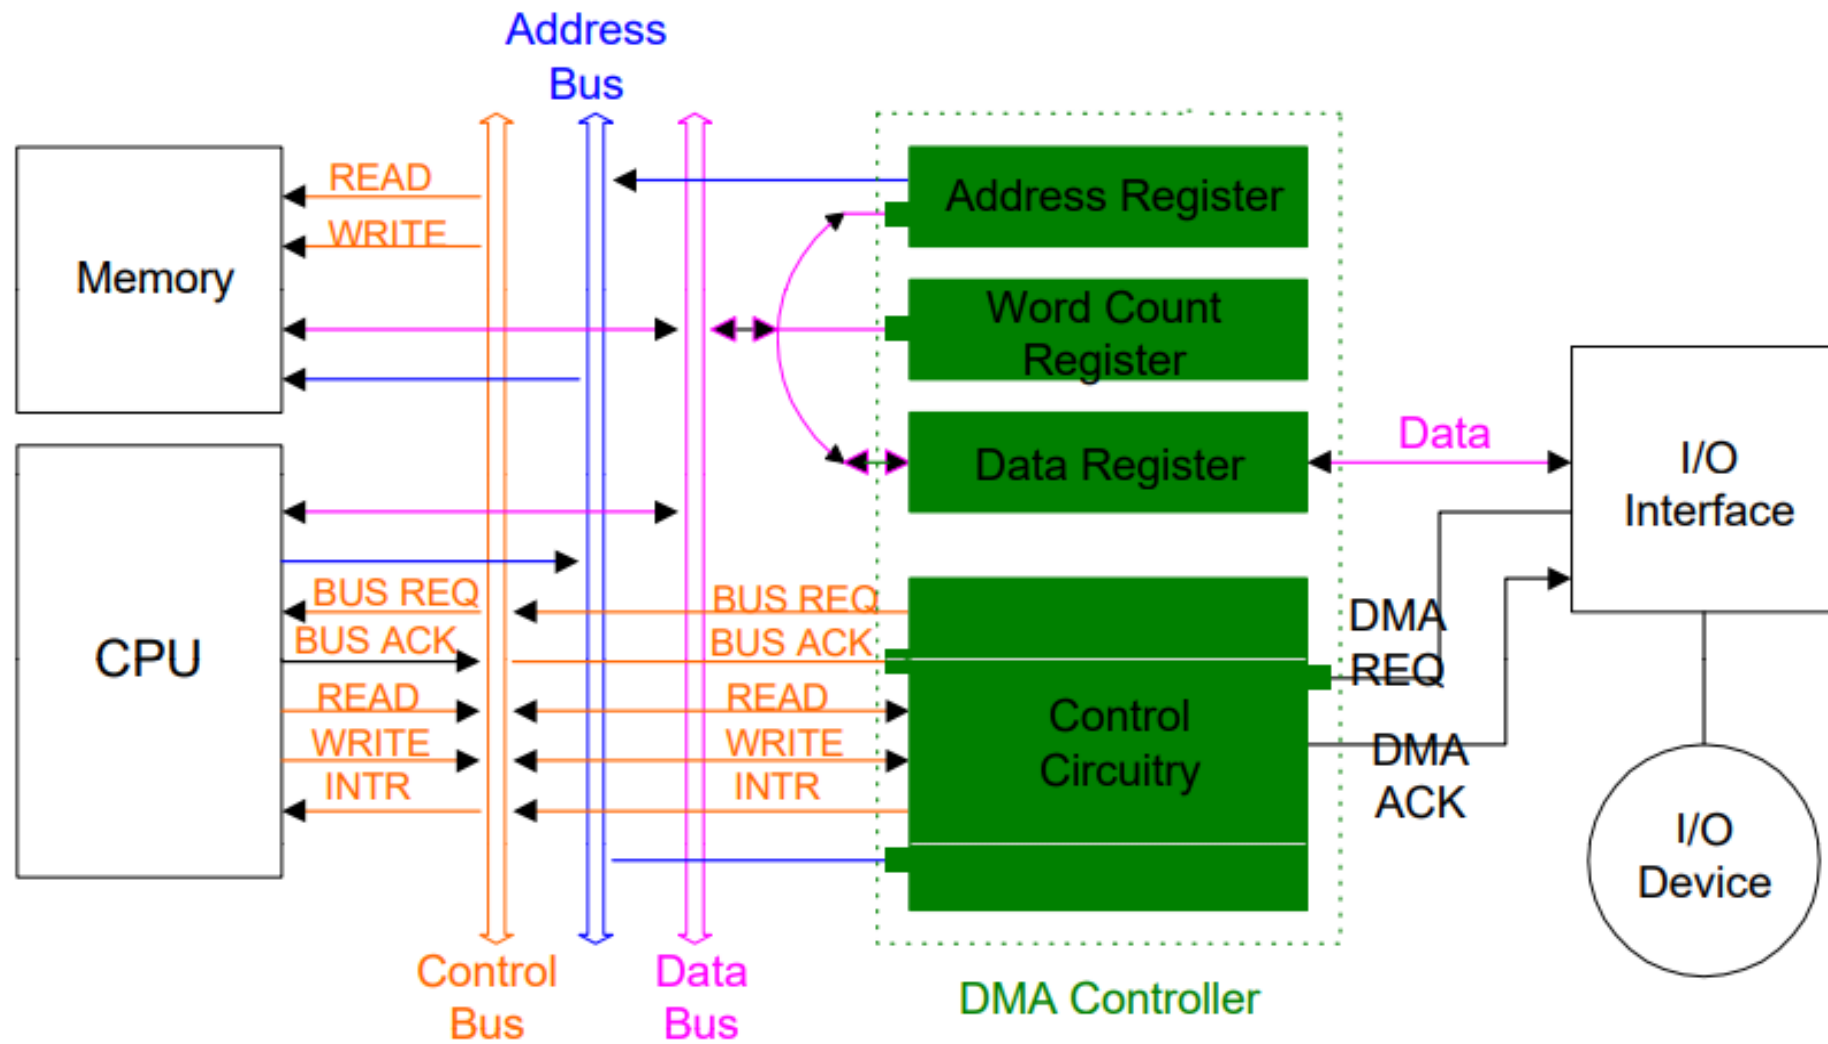 Address
Bus
READ
WRITE
Memory
Address Register
Word Count
Register
Data Register
Data
I/O
Interface
BUS REQ
BUS ACK
CPU
READ
WRITE
INTR
BUS REQ
BUS ACK
READ
WRITE
INTR
Control
Circuitry
DMA
REQ
DMA
ACK
I/O
Device
Control
Bus
Data
Bus
DMA Controller